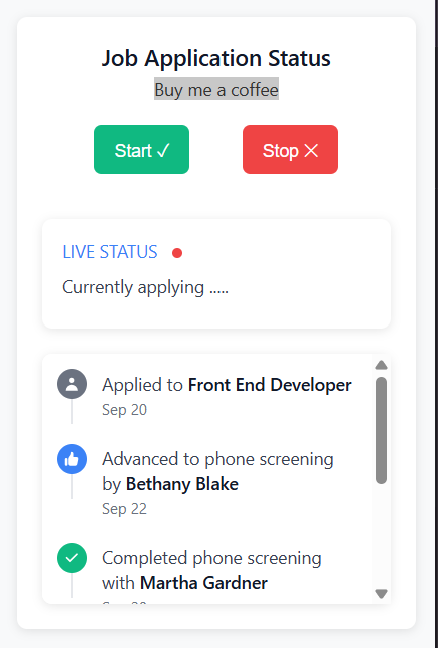 Job Application Status
Buy me a coffee
Start ✓
Stop ✕
LIVE STATUS
Currently applying .....
Applied to Front End Developer
Sep 20
Advanced to phone screening
by Bethany Blake
Sep 22
Completed phone screening
with Martha Gardner